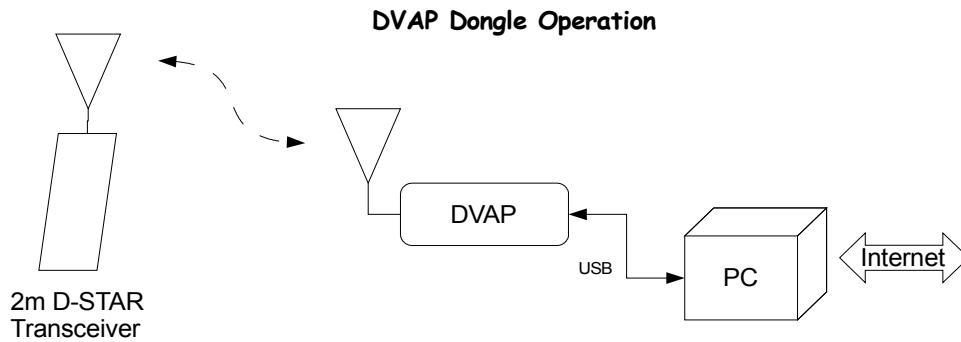 DVAP Dongle Operation
DVAP
USB
PC
Internet
2m D-STAR
Transceiver